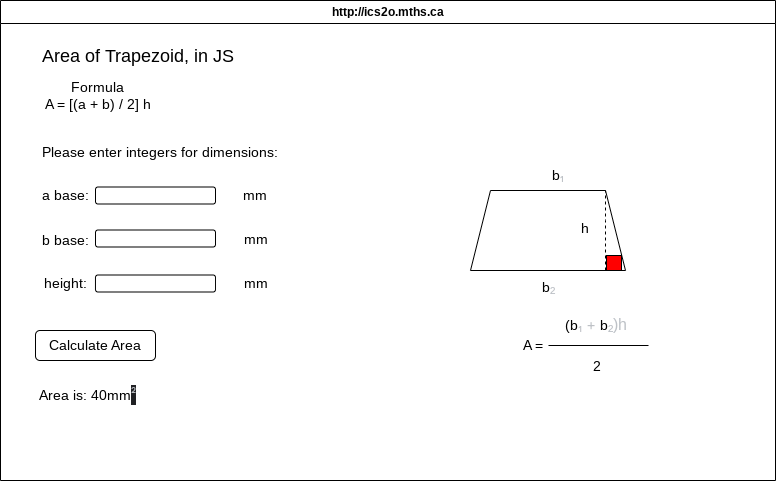 http://ics2o.mths.ca
Area of Trapezoid, in JS
Formula
A = [(a + b) / 2] h
Please enter integers for dimensions:
a base: mm
b base: mm
height: mm
Calculate Area
Area is: 40mm²
b₁
h
b₂
(b₁ + b₂)h
A =
2